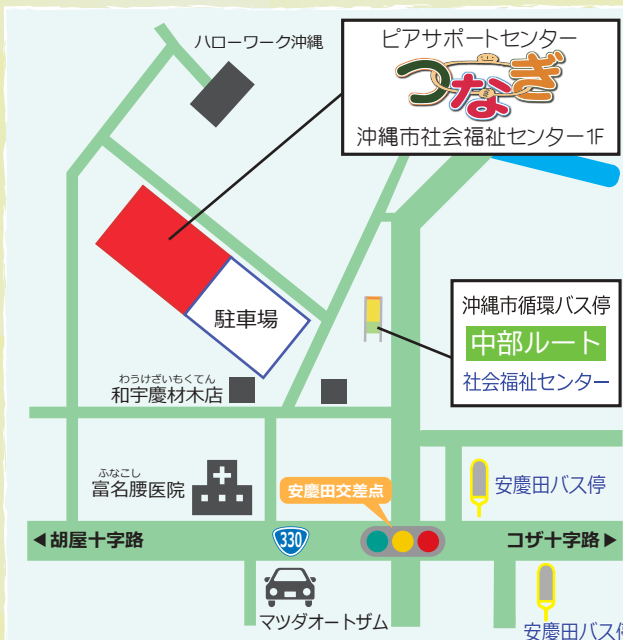 ハローワーク沖縄
ピアサポートセンター
つなぎ
沖縄市社会福祉センター1F
駐車場
沖縄市循環バス停
中部ルート
社会福祉センター
わうけざいもくてん
和宇慶材木店
ふなこし
富名腰医院
安慶田交差点
安慶田バス停
◀胡屋十字路
330
コザ十字路▶
マツダオートザム
安慶田バス停